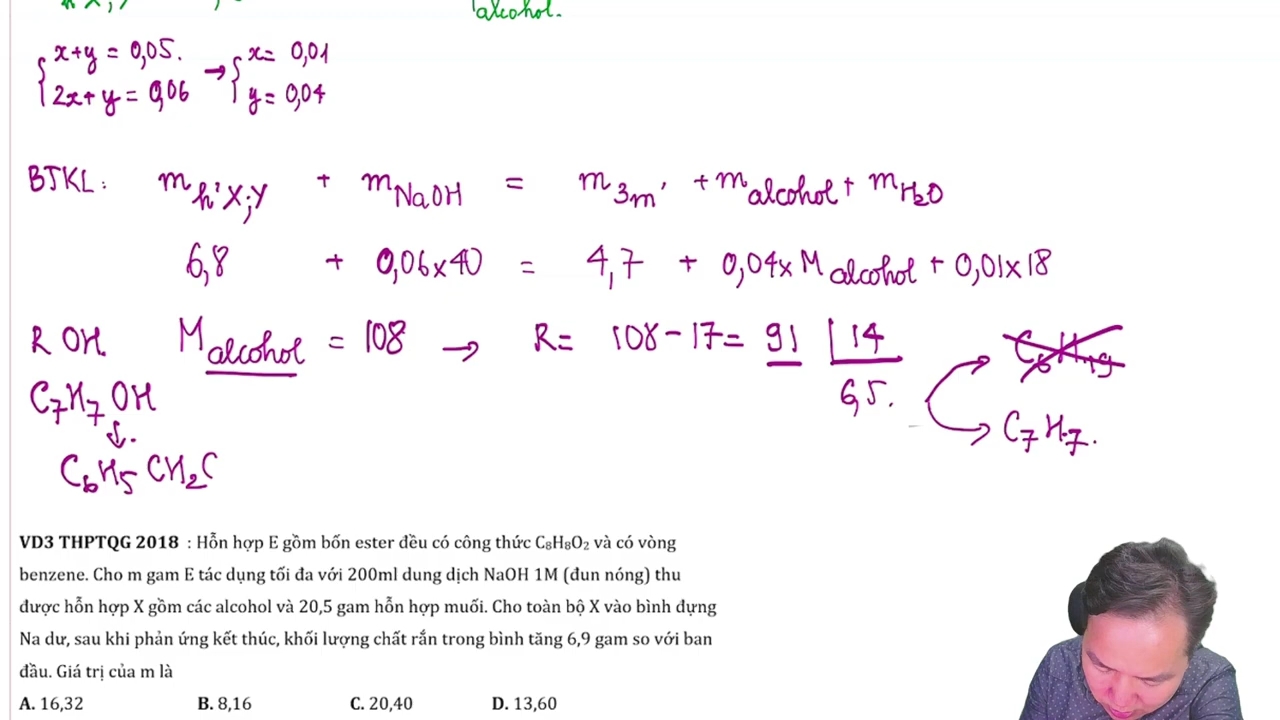 alcohol.
x+y = 0,05. → x = 0,01
2x+y = 0,06 y = 0,04
BTKL: m h² X;Y + m NaOH = m 3m' + m alcohol + m H₂O
6,8 + 0,06x40 = 4,7 + 0,04xM alcohol + 0,01x18
R OH. M alcohol = 108 → R = 108-17 = 91 | 14
6,5.
C₆H₁₉
C₇H₇.
C₇H₇ OH
↓.
C₆H₅ CH₂O
VD3 THPTQG 2018 : Hỗn hợp E gồm bốn ester đều có công thức C₈H₈O₂ và có vòng
benzene. Cho m gam E tác dụng tối đa với 200ml dung dịch NaOH 1M (đun nóng) thu
được hỗn hợp X gồm các alcohol và 20,5 gam hỗn hợp muối. Cho toàn bộ X vào bình đựng
Na dư, sau khi phản ứng kết thúc, khối lượng chất rắn trong bình tăng 6,9 gam so với ban
đầu. Giá trị của m là
A. 16,32 B. 8,16 C. 20,40 D. 13,60